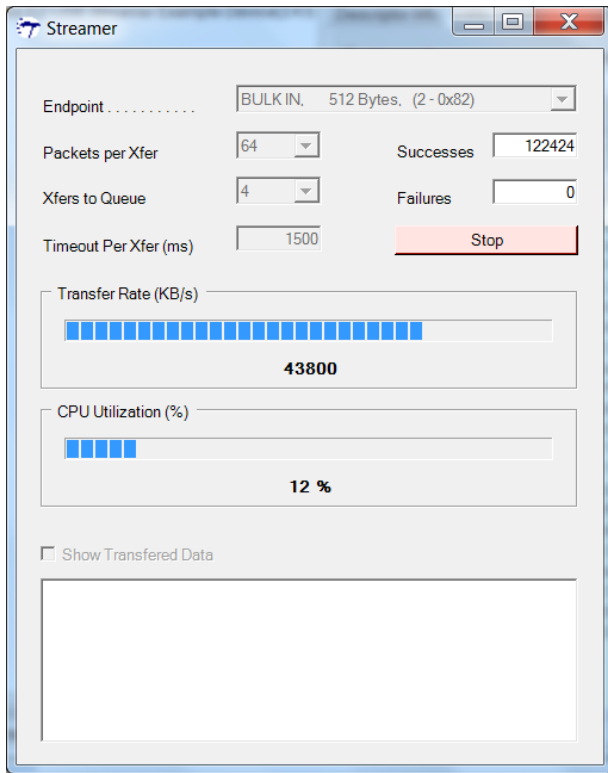 Streamer
Endpoint . . . . . . . . . . . BULK IN, 512 Bytes, (2 - 0x82)
Packets per Xfer 64 Successes 122424
Xfers to Queue 4 Failures 0
Timeout Per Xfer (ms) 1500 Stop
Transfer Rate (KB/s)
43800
CPU Utilization (%)
12 %
Show Transfered Data